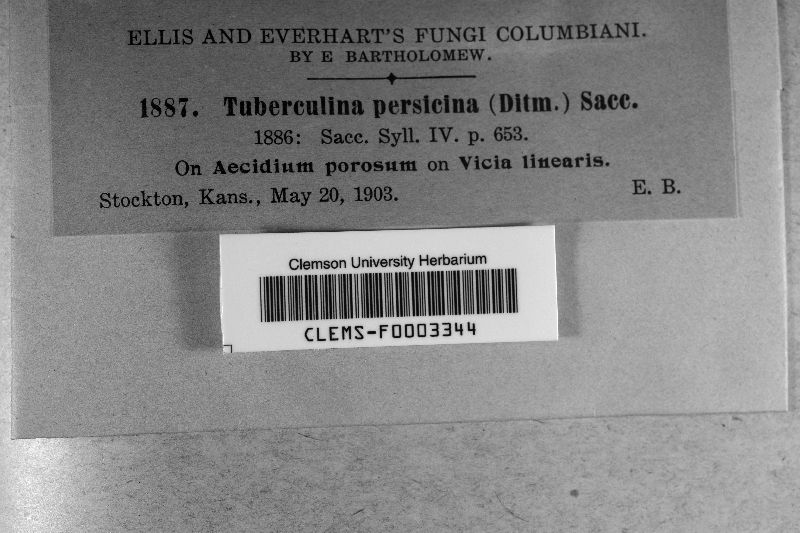 ELLIS AND EVERHART'S FUNGI COLUMBIANI.
BY E BARTHOLOMEW.
1887. Tuberculina persicina (Ditm.) Sacc.
1886: Sacc. Syll. IV. p. 653.
On Aecidium porosum on Vicia linearis.
Stockton, Kans., May 20, 1903. E. B.
Clemson University Herbarium
CLEMS-F0003344